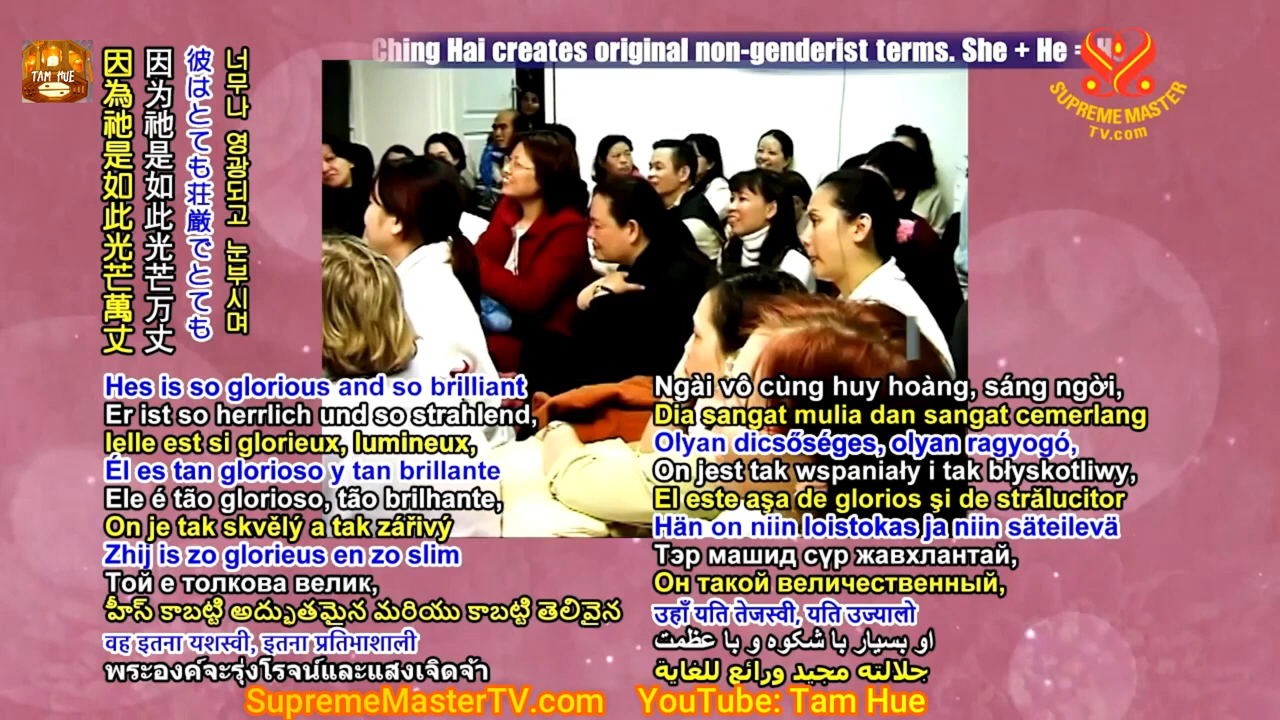 TAM HUE
Ching Hai creates original non-genderist terms. She + He =
SUPREME MASTER
TV.com
因為祂是如此光芒萬丈
因为祂是如此光芒万丈
彼はとても荘厳でとても
너무나 영광되고 눈부시며
Hes is so glorious and so brilliant
Er ist so herrlich und so strahlend,
Ielle est si glorieux, lumineux,
Él es tan glorioso y tan brillante
Ele é tão glorioso, tão brilhante,
On je tak skvělý a tak zářivý
Zhij is zo glorieus en zo slim
Той е толкова велик,
హీస్ కాబట్టి అద్భుతమైన మరియు కాబట్టి తెలివైన
वह इतना यशस्वी, इतना प्रतिभाशाली
พระองค์จะรุ่งโรจน์และแสงเจิดจ้า
Ngài vô cùng huy hoàng, sáng ngời,
Dia sangat mulia dan sangat cemerlang
Olyan dicsőséges, olyan ragyogó,
On jest tak wspaniały i tak błyskotliwy,
El este aşa de glorios şi de strălucitor
Hän on niin loistokas ja niin säteilevä
Тэр машид сүр жавхлантай,
Он такой величественный,
उहाँ यति तेजस्वी, यति उज्यालो
او بسیار با شکوه و با عظمت
جلالته مجيد ورائع للغاية
SupremeMasterTV.com YouTube: Tam Hue